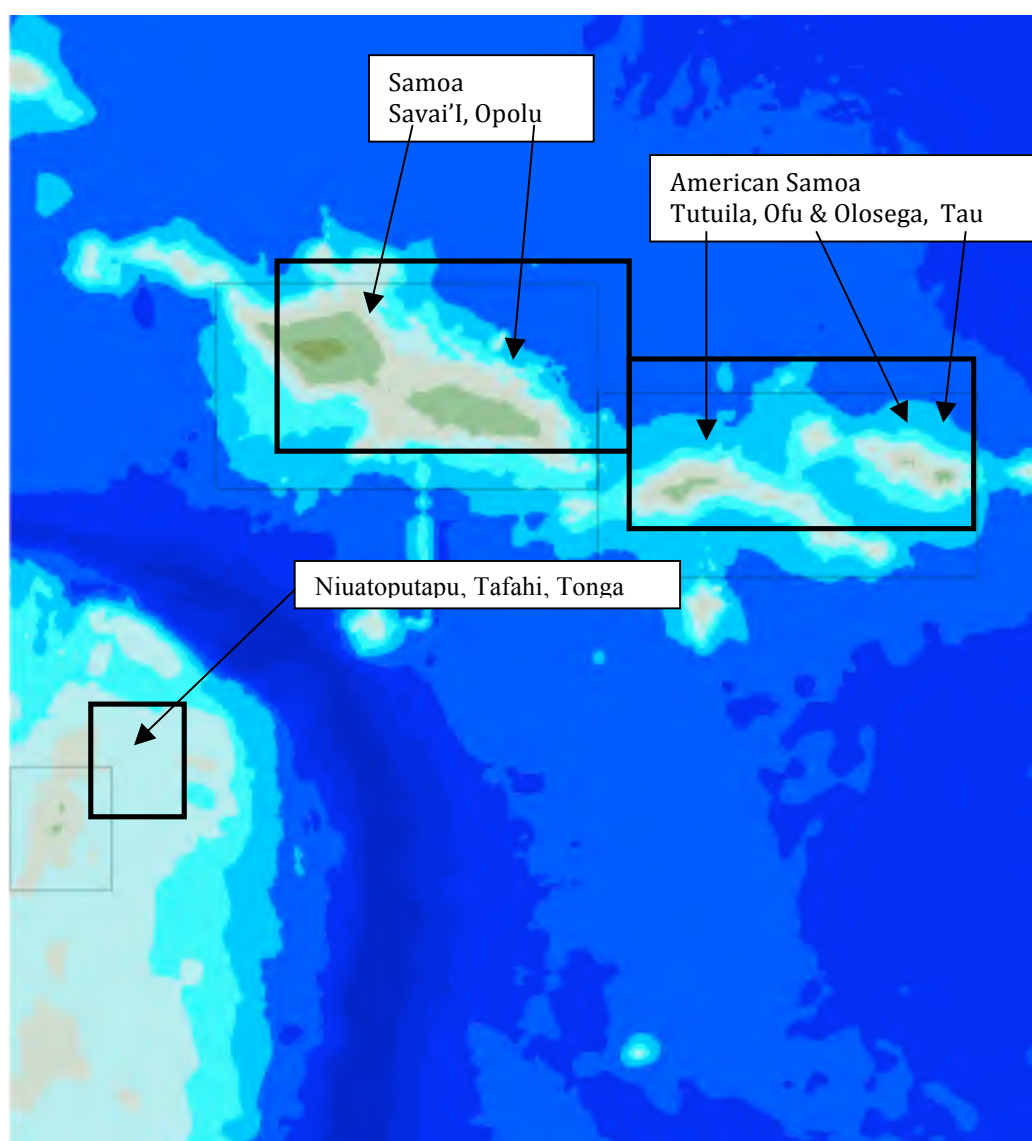 Samoa
Savai’I, Opolu
American Samoa
Tutuila, Ofu & Olosega, Tau
Niuatoputapu, Tafahi, Tonga